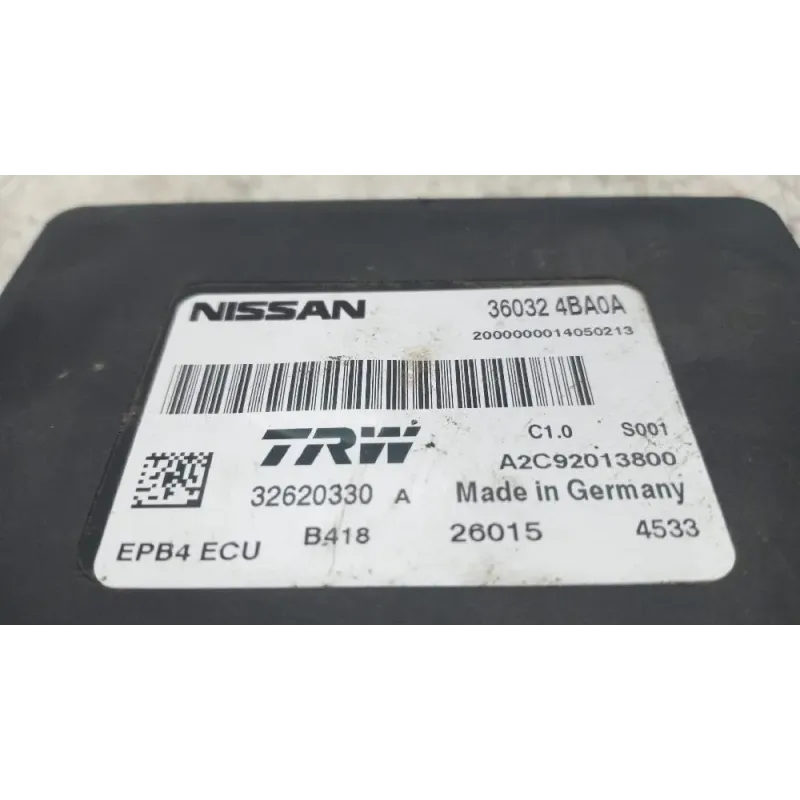 NISSAN 36032 4BA0A
2000000014050213
C1.0 S001
TRW A2C92013800
32620330 A Made in Germany
EPB4 ECU B418 26015 4533